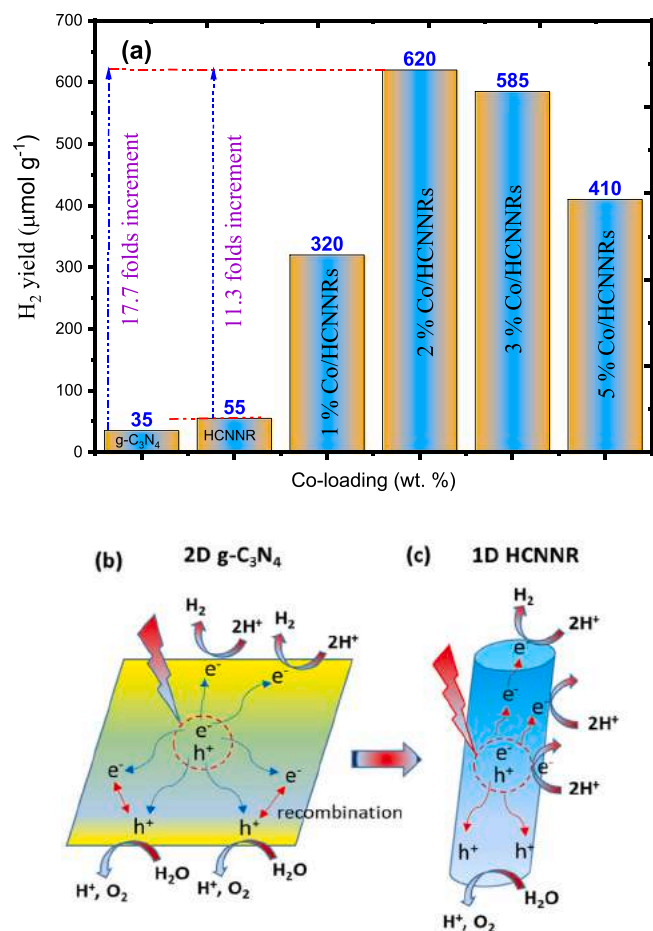 (a)
H₂ yield (μmol g⁻¹)
700
600
500
400
300
200
100
0
17.7 folds increment
11.3 folds increment
35
g-C₃N₄
55
HCNNR
320
1 % Co/HCNNRs
620
2 % Co/HCNNRs
585
3 % Co/HCNNRs
410
5 % Co/HCNNRs
Co-loading (wt. %)
(b) 2D g-C₃N₄
H₂ 2H⁺ H₂ 2H⁺
e⁻ e⁻
e⁻
h⁺
e⁻ e⁻
recombination
h⁺ h⁺
H₂O H₂O
H⁺, O₂ H⁺, O₂
(c) 1D HCNNR
H₂ 2H⁺
e⁻
e⁻ e⁻
2H⁺
e⁻
h⁺ e⁻
2H⁺
h⁺ h⁺
H₂O
H⁺, O₂